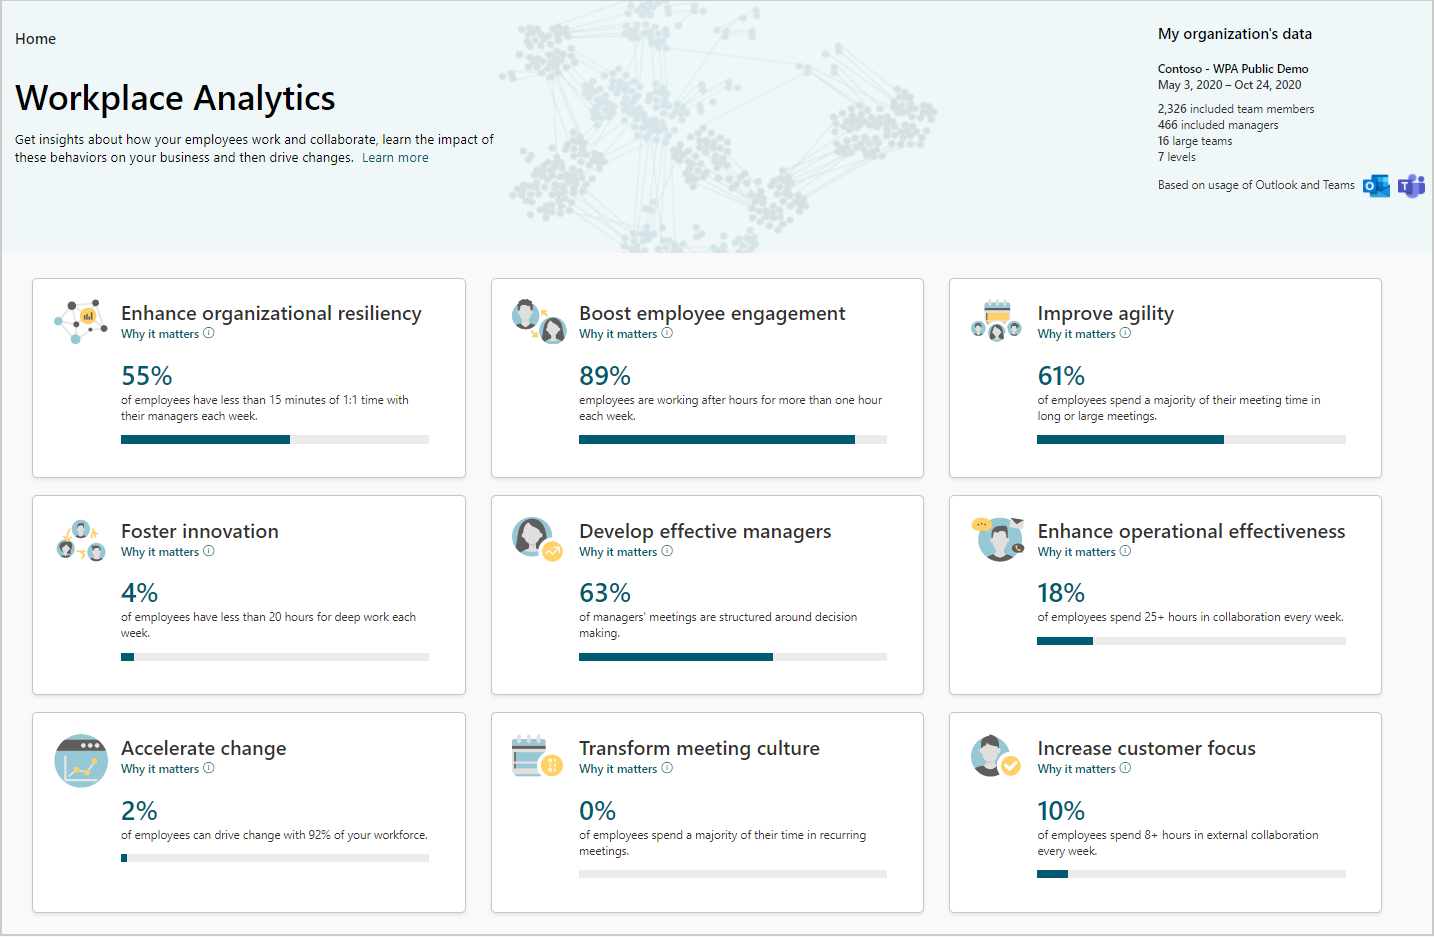 Home
Workplace Analytics
Get insights about how your employees work and collaborate, learn the impact of
these behaviors on your business and then drive changes. Learn more
My organization's data
Contoso - WPA Public Demo
May 3, 2020 – Oct 24, 2020
2,326 included team members
466 included managers
16 large teams
7 levels
Based on usage of Outlook and Teams
Enhance organizational resiliency
Why it matters
55%
of employees have less than 15 minutes of 1:1 time with
their managers each week.
Boost employee engagement
Why it matters
89%
employees are working after hours for more than one hour
each week.
Improve agility
Why it matters
61%
of employees spend a majority of their meeting time in
long or large meetings.
Foster innovation
Why it matters
4%
of employees have less than 20 hours for deep work each
week.
Develop effective managers
Why it matters
63%
of managers' meetings are structured around decision
making.
Enhance operational effectiveness
Why it matters
18%
of employees spend 25+ hours in collaboration every week.
Accelerate change
Why it matters
2%
of employees can drive change with 92% of your workforce.
Transform meeting culture
Why it matters
0%
of employees spend a majority of their time in recurring
meetings.
Increase customer focus
Why it matters
10%
of employees spend 8+ hours in external collaboration
every week.